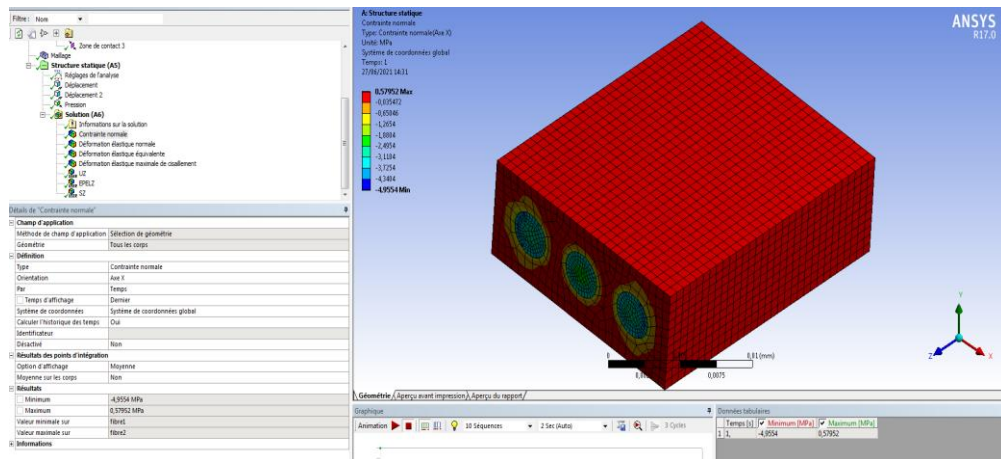 Filtre : Nom
Zone de contact 3
Maillage
Structure statique (A5)
Réglages de l'analyse
Déplacement
Déplacement 2
Pression
Solution (A6)
Informations sur la solution
Contrainte normale
Déformation élastique normale
Déformation élastique équivalente
Déformation élastique maximale de cisaillement
UZ
EPELZ
SZ
Détails de "Contrainte normale"
Champ d'application
Méthode de champ d'application Sélection de géométrie
Géométrie Tous les corps
Définition
Type Contrainte normale
Orientation Axe X
Par Temps
Temps d'affichage Dernier
Système de coordonnées Système de coordonnées global
Calculer l'historique des temps Oui
Identificateur
Désactivé Non
Résultats des points d'intégration
Option d'affichage Moyenne
Moyenne sur les corps Non
Résultats
Minimum -4,9554 MPa
Maximum 0,57952 MPa
Valeur minimale sur fibre1
Valeur maximale sur fibre2
Informations
A: Structure statique
Contrainte normale
Type: Contrainte normale(Axe X)
Unité: MPa
Système de coordonnées global
Temps: 1
27/06/2021 14:31
0,57952 Max
-0,035472
-0,65046
-1,2654
-1,8804
-2,4954
-3,1104
-3,7254
-4,3404
-4,9554 Min
ANSYS
R17.0
0
0,01 (mm)
0,0075
Y
Z
X
Géométrie Aperçu avant impression Aperçu du rapport
Graphique
Animation 10 Séquences 2 Sec (Auto) 3 Cycles
Données tabulaires
Temps [s] Minimum [MPa] Maximum [MPa]
1 1, -4,9554 0,57952